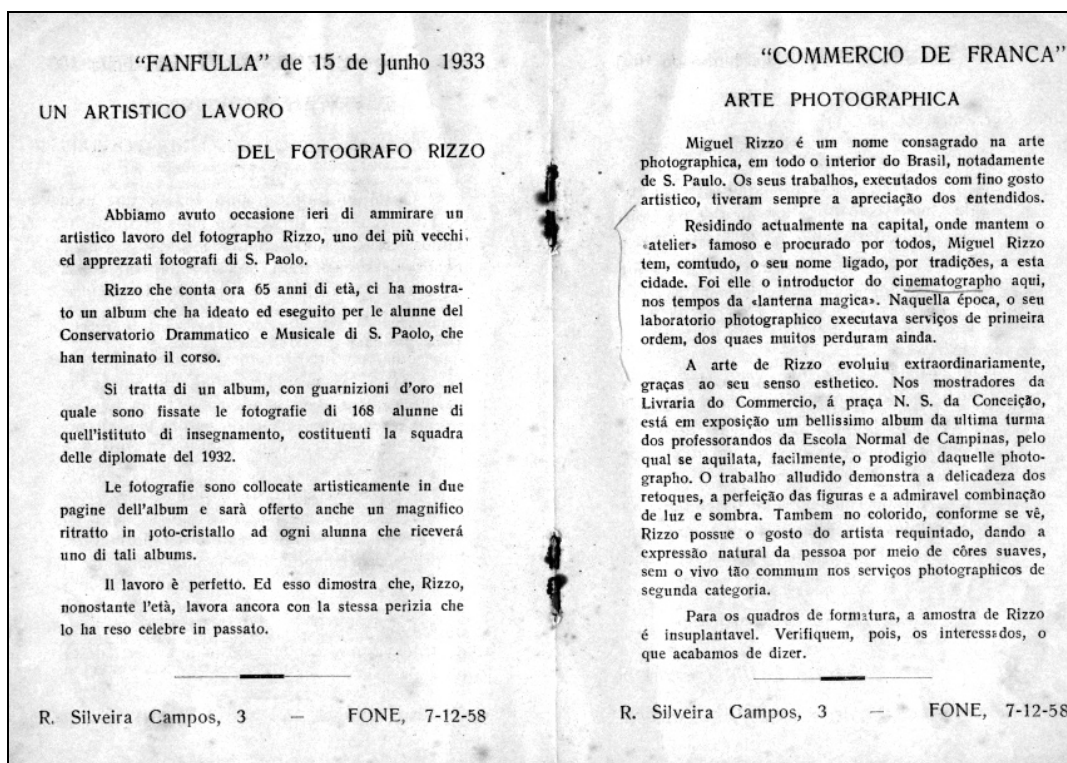 "FANFULLA" de 15 de Junho 1933
UN ARTISTICO LAVORO
DEL FOTOGRAFO RIZZO
Abbiamo avuto occasione ieri di ammirare un
artistico lavoro del fotographo Rizzo, uno dei più vecchi
ed apprezzati fotografi di S. Paolo.
Rizzo che conta ora 65 anni di età, ci ha mostra-
to un album che ha ideato ed eseguito per le alunne del
Conservatorio Drammatico e Musicale di S. Paolo, che
han terminato il corso.
Si tratta di un album, con guarnizioni d'oro nel
quale sono fissate le fotografie di 168 alunne di
quell'istituto di insegnamento, costituenti la squadra
delle diplomate del 1932.
Le fotografie sono collocate artisticamente in due
pagine dell'album e sarà offerto anche un magnifico
ritratto in foto-cristallo ad ogni alunna che riceverá
uno di tali albums.
Il lavoro è perfetto. Ed esso dimostra che, Rizzo,
nonostante l'età, lavora ancora con la stessa perizia che
lo ha reso celebre in passato.
R. Silveira Campos, 3 — FONE, 7-12-58
"COMMERCIO DE FRANCA"
ARTE PHOTOGRAPHICA
Miguel Rizzo é um nome consagrado na arte
photographica, em todo o interior do Brasil, notadamente
de S. Paulo. Os seus trabalhos, executados com fino gosto
artistico, tiveram sempre a apreciação dos entendidos.
Residindo actualmente na capital, onde mantem o
«atelier» famoso e procurado por todos, Miguel Rizzo
tem, comtudo, o seu nome ligado, por tradições, a esta
cidade. Foi elle o introductor do cinematographo aqui,
nos tempos da «lanterna magica». Naquella época, o seu
laboratorio photographico executava serviços de primeira
ordem, dos quaes muitos perduram ainda.
A arte de Rizzo evoluiu extraordinariamente,
graças ao seu senso esthetico. Nos mostradores da
Livraria do Commercio, á praça N. S. da Conceição,
está em exposição um bellissimo album da ultima turma
dos professorandos da Escola Normal de Campinas, pelo
qual se aquilata, facilmente, o prodigio daquelle photo-
grapho. O trabalho alludido demonstra a delicadeza dos
retoques, a perfeição das figuras e a admiravel combinação
de luz e sombra. Tambem no colorido, conforme se vê,
Rizzo possue o gosto do artista requintado, dando a
expressão natural da pessoa por meio de côres suaves,
sem o vivo tão commum nos serviços photographicos de
segunda categoria.
Para os quadros de formatura, a amostra de Rizzo
é insuplantavel. Verifiquem, pois, os interessados, o
que acabamos de dizer.
R. Silveira Campos, 3 — FONE, 7-12-58